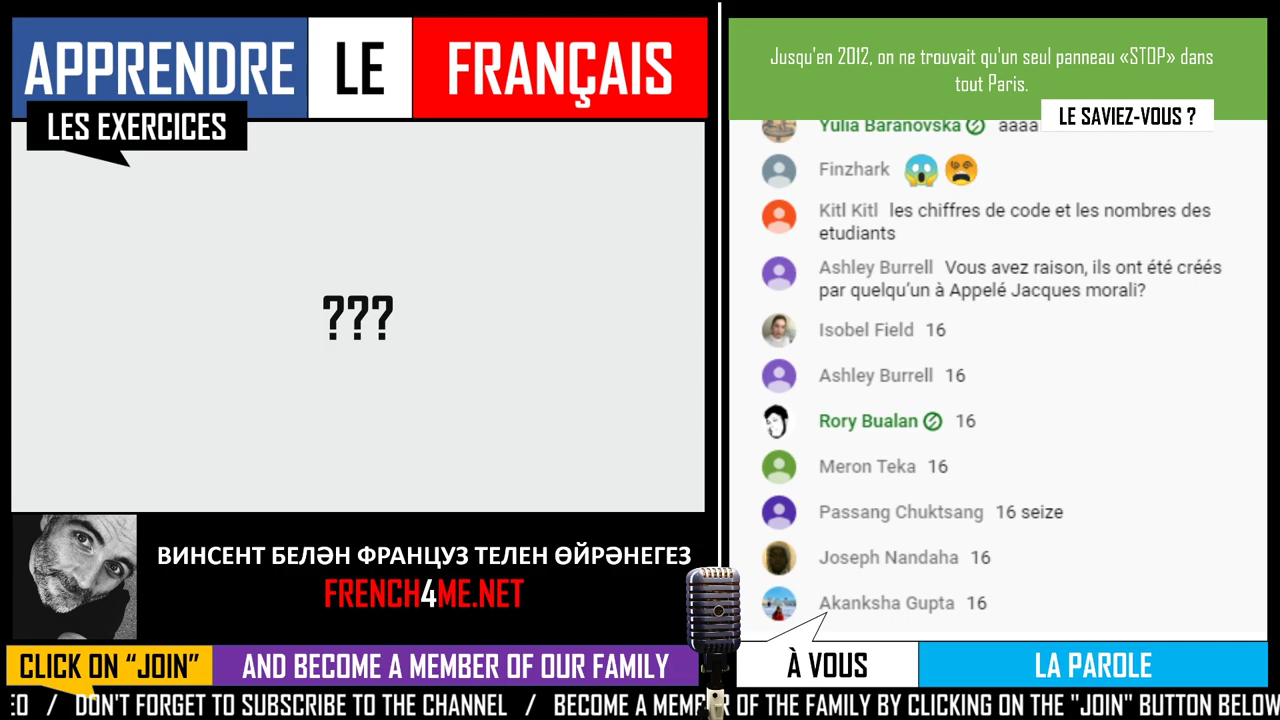 APPRENDRE LE FRANÇAIS
LES EXERCICES
???
ВИНСЕНТ БЕЛӘН ФРАНЦУЗ ТЕЛЕН ӨЙРӘНЕГЕЗ
FRENCH4ME.NET
CLICK ON “JOIN” AND BECOME A MEMBER OF OUR FAMILY
Jusqu'en 2012, on ne trouvait qu'un seul panneau «STOP» dans
tout Paris.
LE SAVIEZ-VOUS ?
Yulia Baranovska aaaa
Finzhark
Kitl Kitl les chiffres de code et les nombres des
etudiants
Ashley Burrell Vous avez raison, ils ont été créés
par quelqu’un à Appelé Jacques morali?
Isobel Field 16
Ashley Burrell 16
Rory Bualan 16
Meron Teka 16
Passang Chuktsang 16 seize
Joseph Nandaha 16
Akanksha Gupta 16
À VOUS LA PAROLE
/ DON'T FORGET TO SUBSCRIBE TO THE CHANNEL / BECOME A MEMBER OF THE FAMILY BY CLICKING ON THE "JOIN" BUTTON BELOW